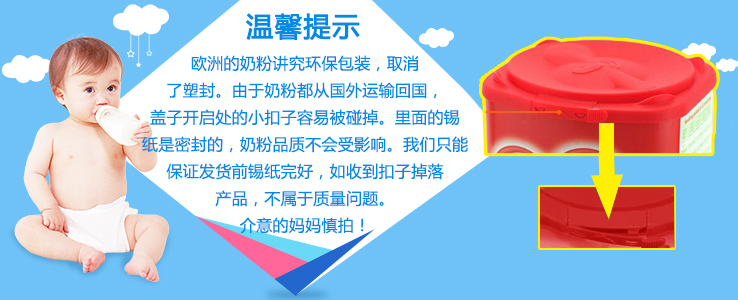 温馨提示
欧洲的奶粉讲究环保包装，取消
了塑封。由于奶粉都从国外运输回国，
盖子开启处的小扣子容易被碰掉。里面的锡
纸是密封的，奶粉品质不会受影响。我们只能
保证发货前锡纸完好，如收到扣子掉落
产品，不属于质量问题。
介意的妈妈慎拍！